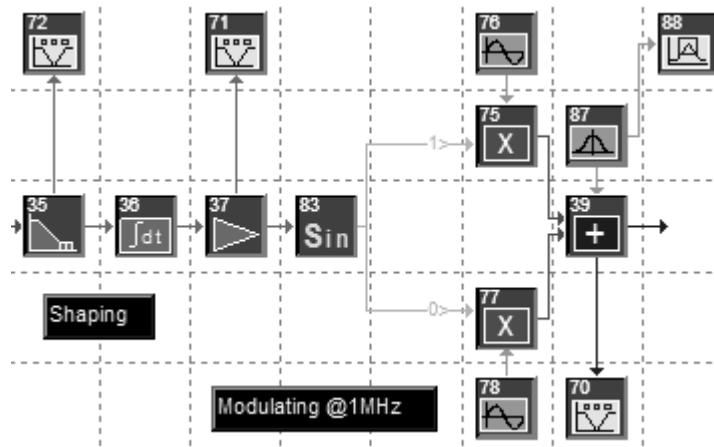 72
71
76
88
75
87
X
1>
35
36
37
83
39
∫dt
Sin
+
77
0>
Shaping
X
78
70
Modulating @1MHz